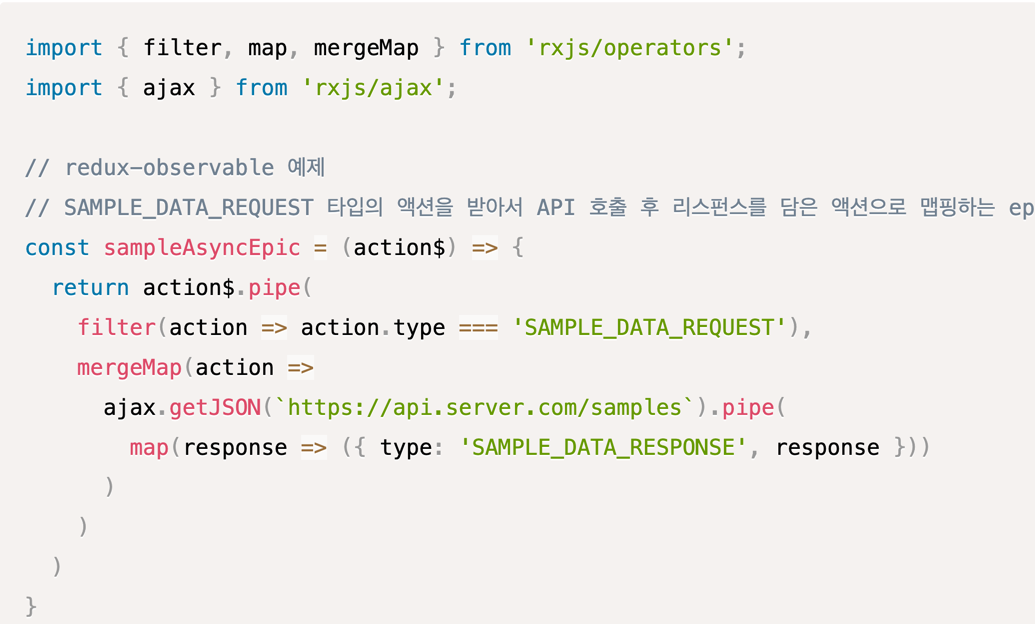 import { filter, map, mergeMap } from 'rxjs/operators';
import { ajax } from 'rxjs/ajax';
// redux-observable 예제
// SAMPLE_DATA_REQUEST 타입의 액션을 받아서 API 호출 후 리스펀스를 담은 액션으로 맵핑하는 ep
const sampleAsyncEpic = (action$) => {
  return action$.pipe(
    filter(action => action.type === 'SAMPLE_DATA_REQUEST'),
    mergeMap(action =>
      ajax.getJSON(`https://api.server.com/samples`).pipe(
        map(response => ({ type: 'SAMPLE_DATA_RESPONSE', response }))
      )
    )
  )
}